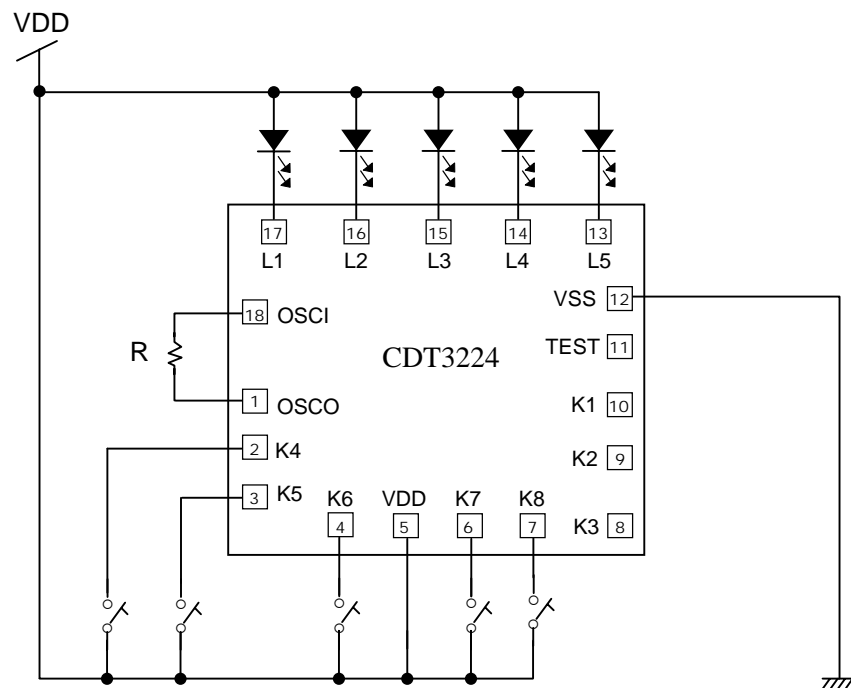 VDD
17 16 15 14 13
L1 L2 L3 L4 L5
VSS 12
18 OSCI
TEST 11
R
CDT3224
1 OSCO
K1 10
2 K4
K2 9
3 K5
K6 VDD K7 K8
4 5 6 7
K3 8